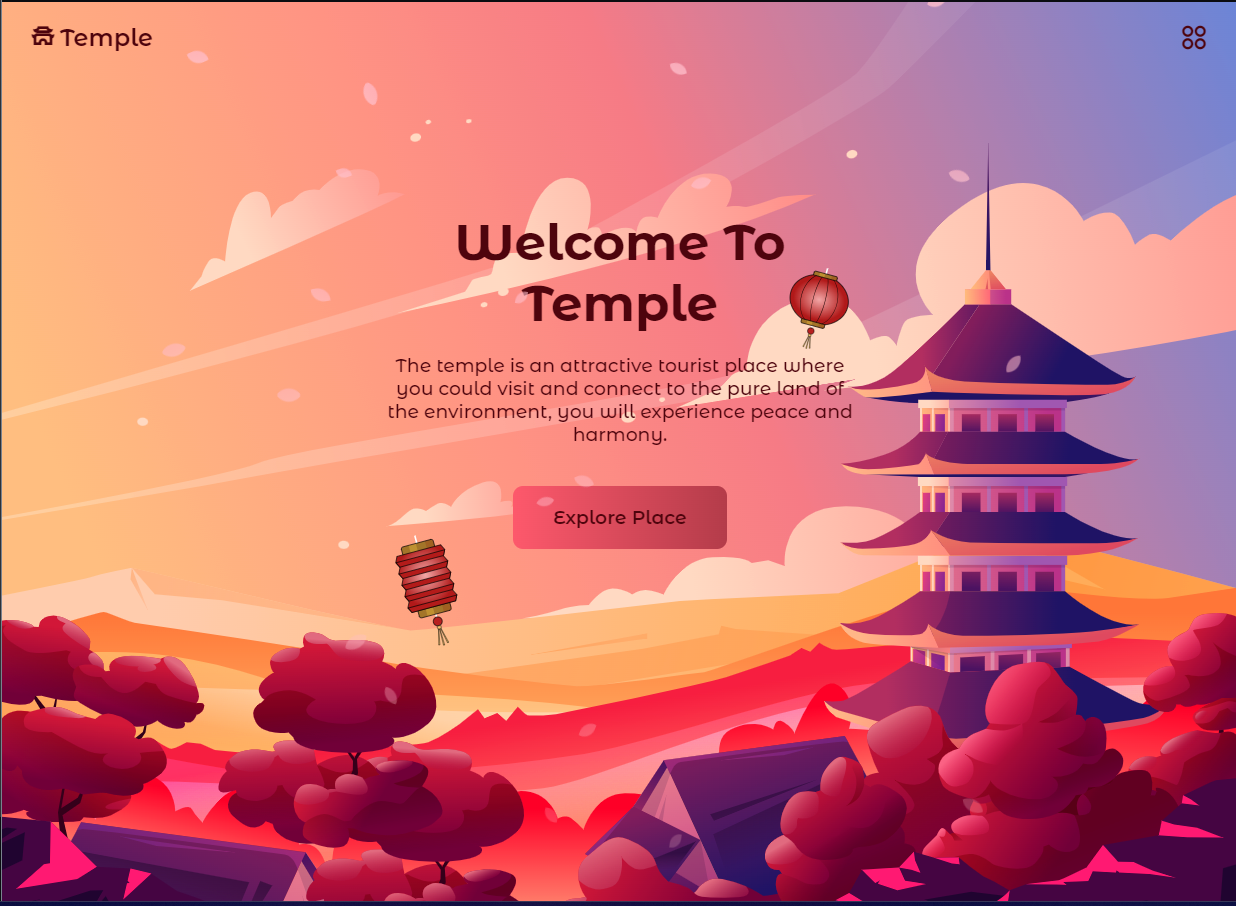 Temple
Welcome To
Temple
The temple is an attractive tourist place where
you could visit and connect to the pure land of
the environment, you will experience peace and
harmony.
Explore Place